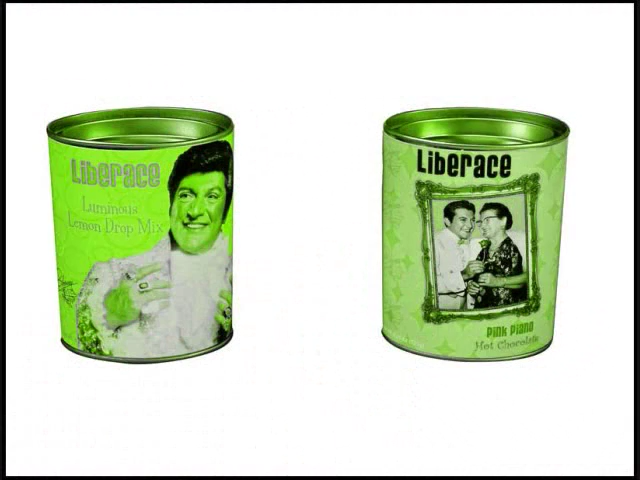 Liberace
Luminous
Lemon Drop Mix
Liberace
Pink Piano
Hot Chocolate